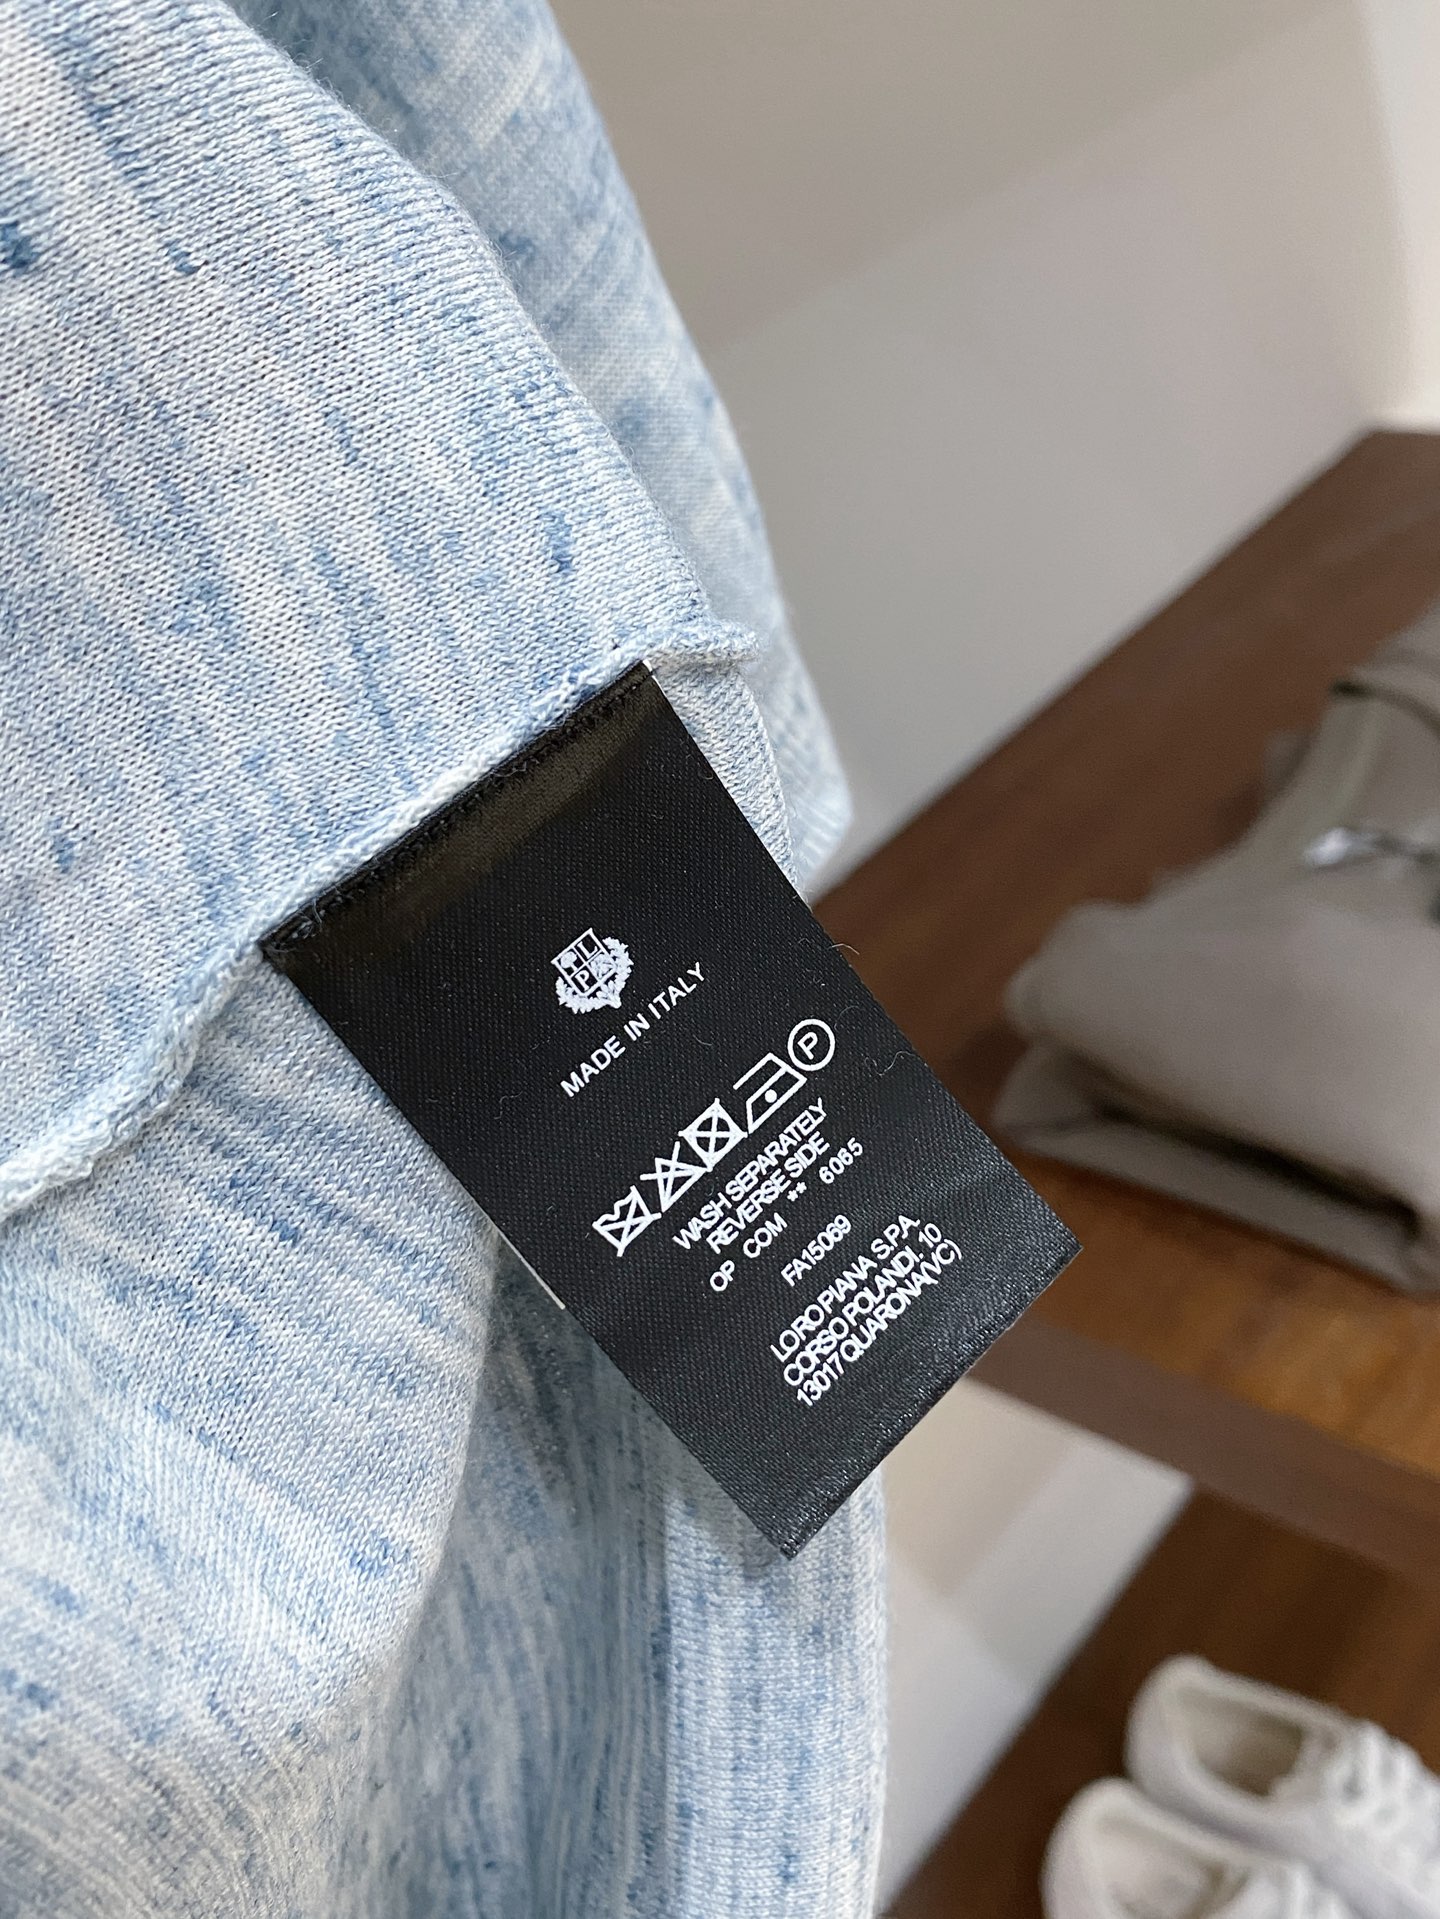 L
P
MADE IN ITALY
P
WASH SEPARATELY
REVERSE SIDE
OP COM ** 6065
FA15069
LORO PIANA S.P.A.
CORSO POLANDI, 10
13017 QUARONA(VC)